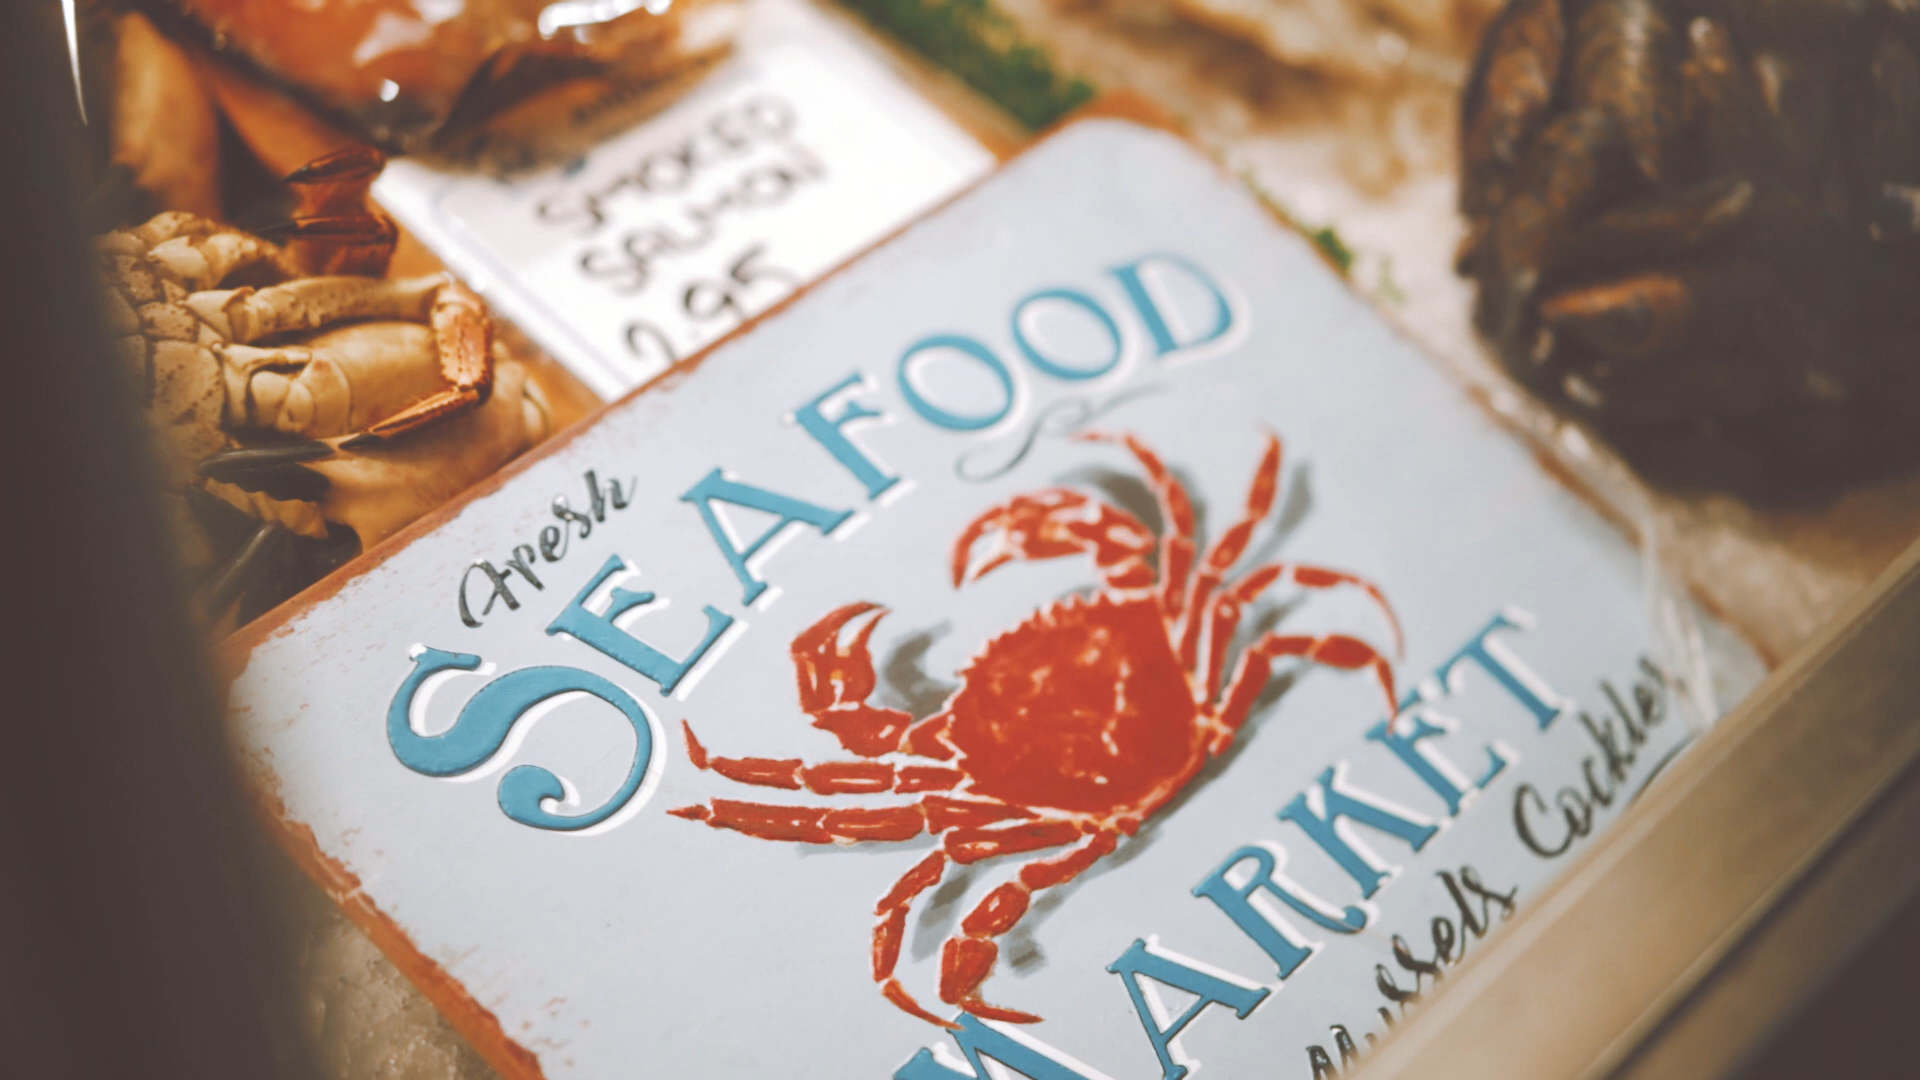 SMOKED
SALMON
2.95
Fresh
SEAFOOD
MARKET
Mussels Cockles